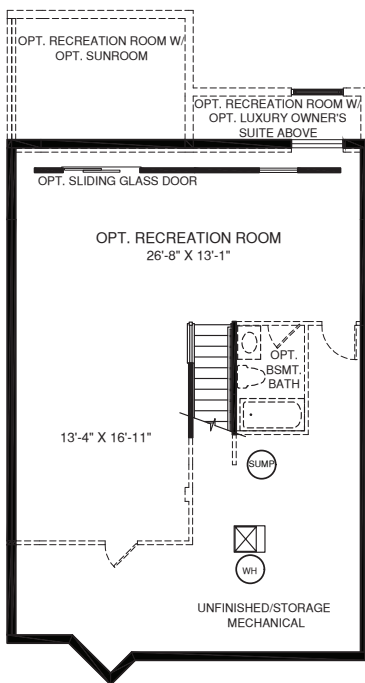 OPT. RECREATION ROOM W/
OPT. SUNROOM
OPT. RECREATION ROOM W/
OPT. LUXURY OWNER'S
SUITE ABOVE
OPT. SLIDING GLASS DOOR
OPT. RECREATION ROOM
26'-8" X 13'-1"
OPT.
BSMT.
BATH
13'-4" X 16'-11"
SUMP
WH
UNFINISHED/STORAGE
MECHANICAL